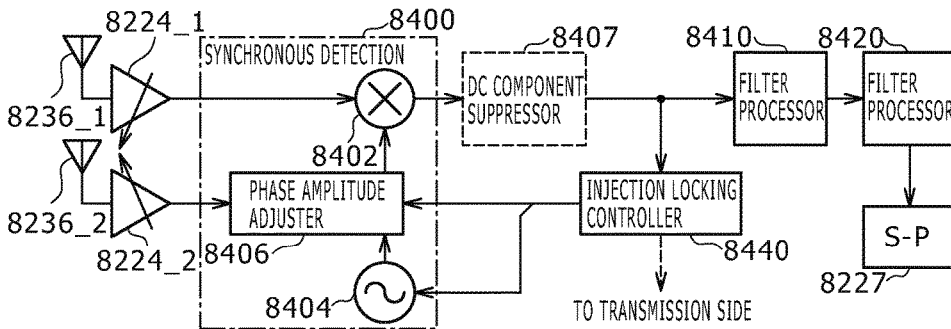 8224_1
8400
8407
8410
8420
SYNCHRONOUS DETECTION
DC COMPONENT
SUPPRESSOR
FILTER
PROCESSOR
FILTER
PROCESSOR
8236_1
8402
PHASE AMPLITUDE
ADJUSTER
INJECTION LOCKING
CONTROLLER
8236_2
8224_2
8406
8440
S-P
8404
8227
TO TRANSMISSION SIDE